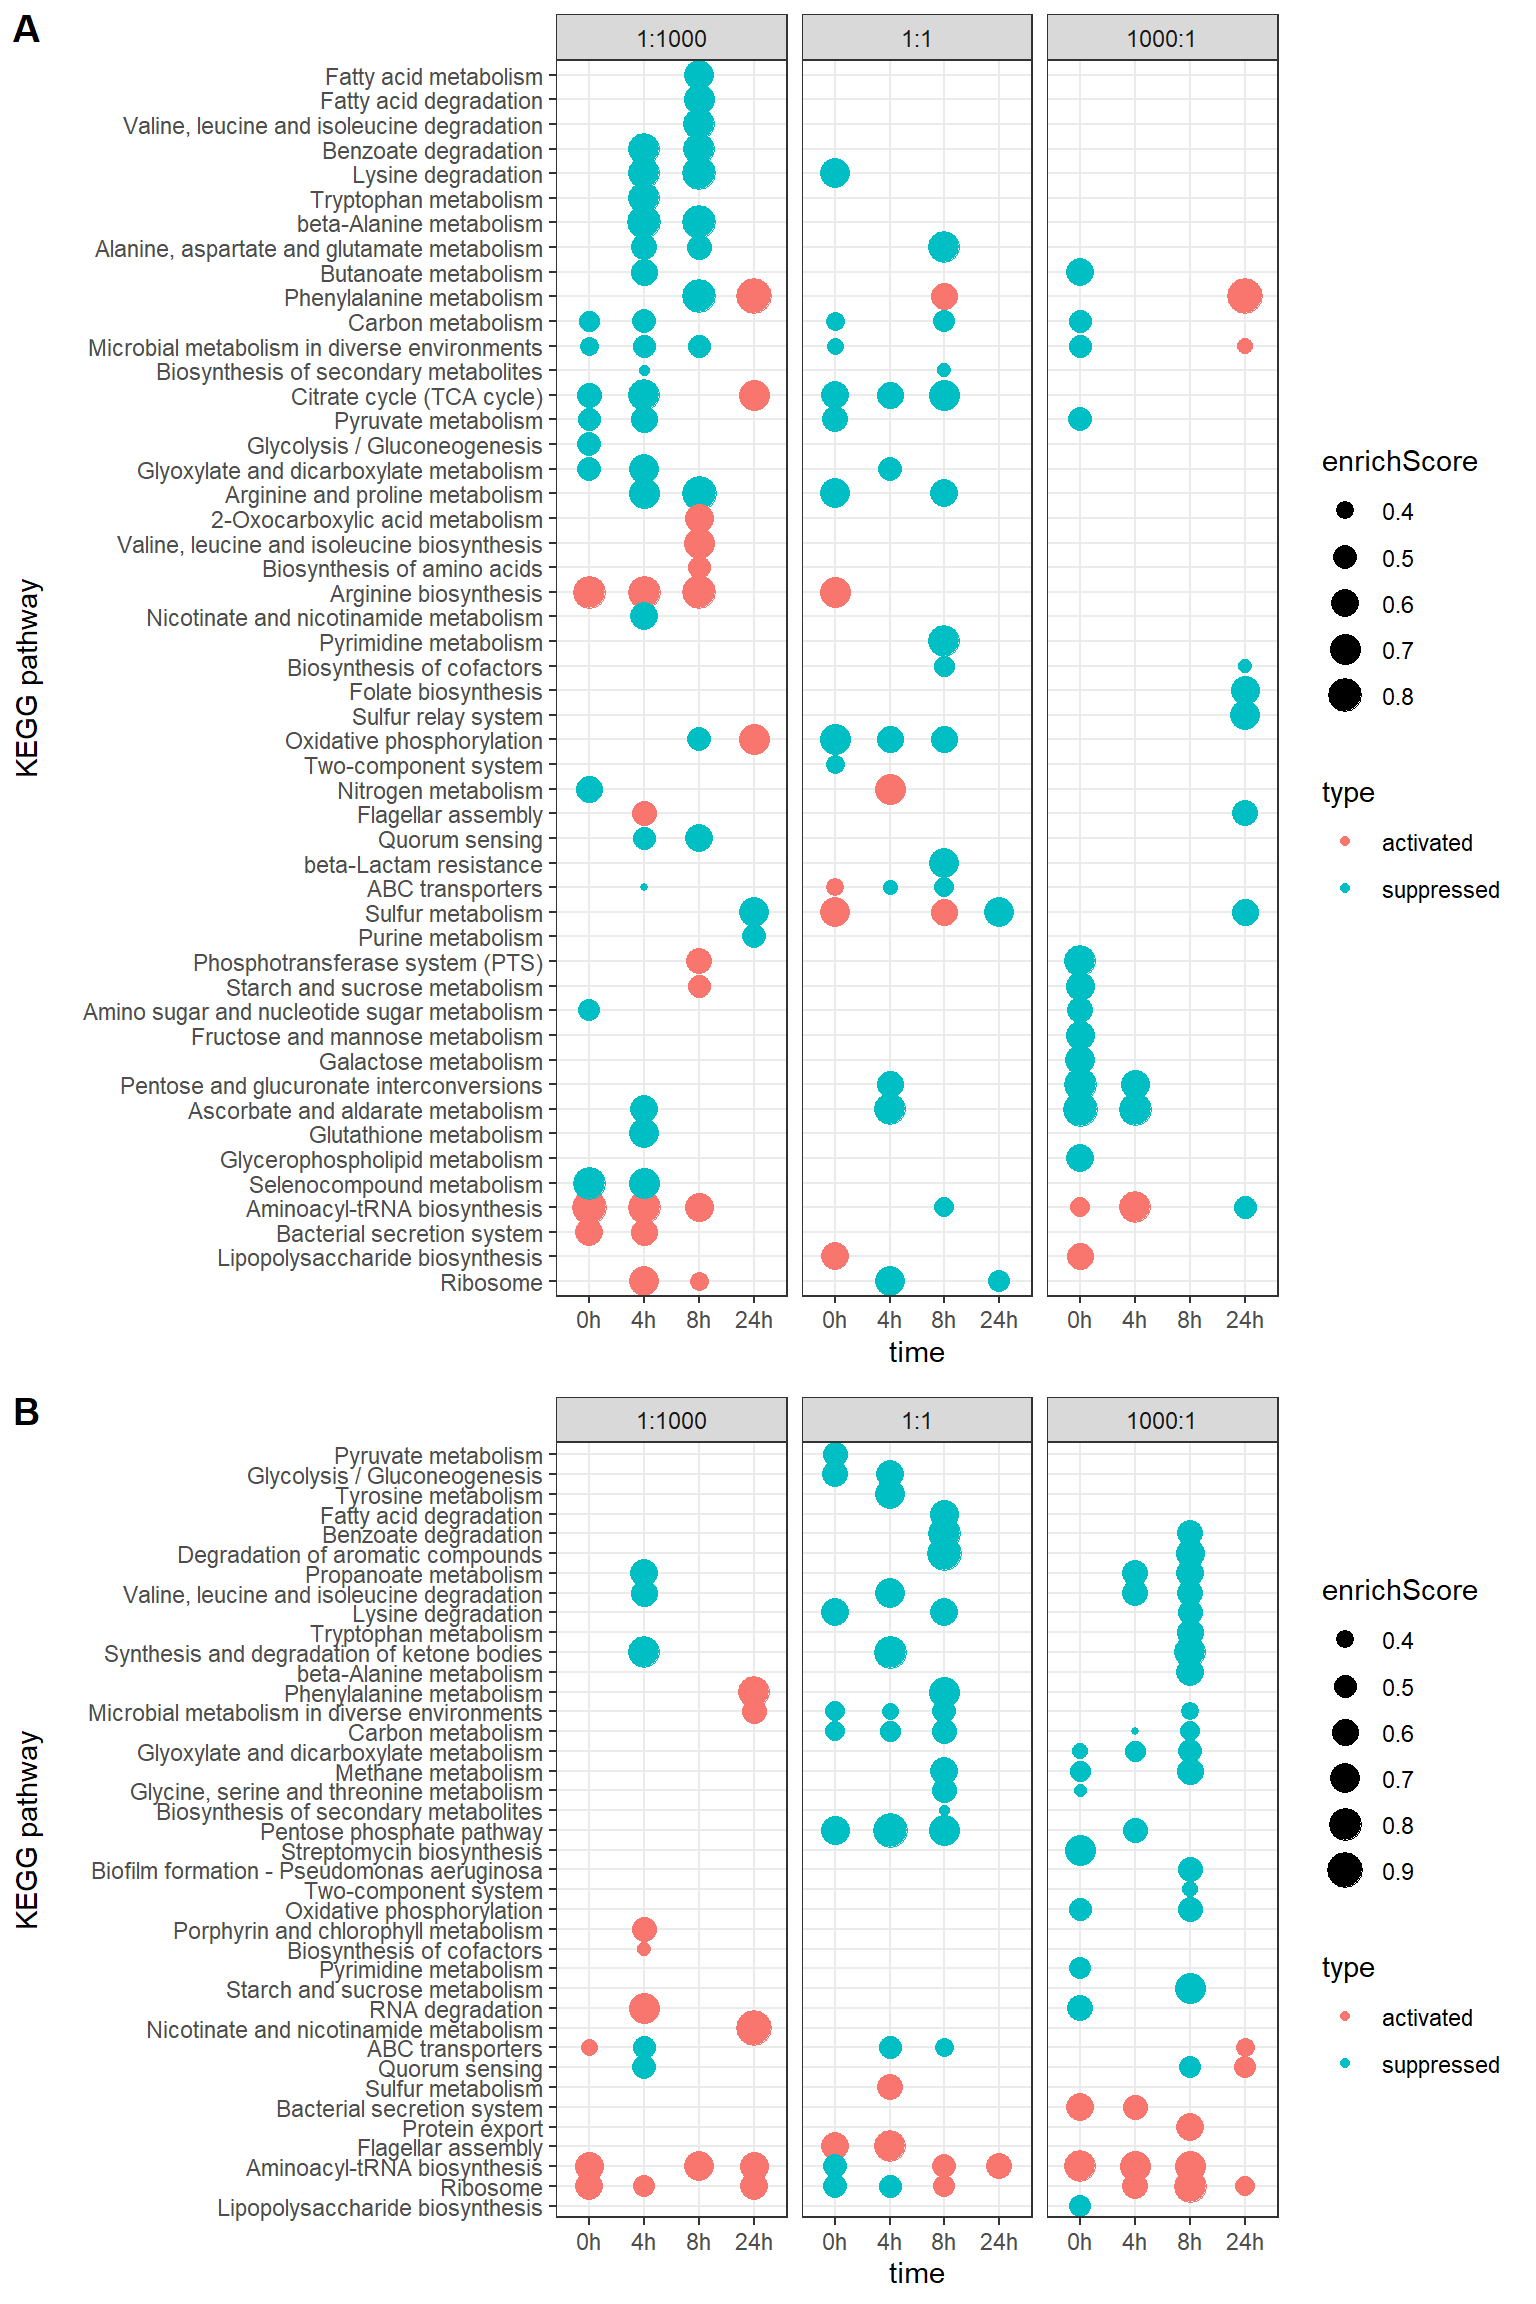 A
1:1000
1:1
1000:1
KEGG pathway
Fatty acid metabolism
Fatty acid degradation
Valine, leucine and isoleucine degradation
Benzoate degradation
Lysine degradation
Tryptophan metabolism
beta-Alanine metabolism
Alanine, aspartate and glutamate metabolism
Butanoate metabolism
Phenylalanine metabolism
Carbon metabolism
Microbial metabolism in diverse environments
Biosynthesis of secondary metabolites
Citrate cycle (TCA cycle)
Pyruvate metabolism
Glycolysis / Gluconeogenesis
Glyoxylate and dicarboxylate metabolism
Arginine and proline metabolism
2-Oxocarboxylic acid metabolism
Valine, leucine and isoleucine biosynthesis
Biosynthesis of amino acids
Arginine biosynthesis
Nicotinate and nicotinamide metabolism
Pyrimidine metabolism
Biosynthesis of cofactors
Folate biosynthesis
Sulfur relay system
Oxidative phosphorylation
Two-component system
Nitrogen metabolism
Flagellar assembly
Quorum sensing
beta-Lactam resistance
ABC transporters
Sulfur metabolism
Purine metabolism
Phosphotransferase system (PTS)
Starch and sucrose metabolism
Amino sugar and nucleotide sugar metabolism
Fructose and mannose metabolism
Galactose metabolism
Pentose and glucuronate interconversions
Ascorbate and aldarate metabolism
Glutathione metabolism
Glycerophospholipid metabolism
Selenocompound metabolism
Aminoacyl-tRNA biosynthesis
Bacterial secretion system
Lipopolysaccharide biosynthesis
Ribosome
0h 4h 8h 24h
0h 4h 8h 24h
0h 4h 8h 24h
time
enrichScore
0.4
0.5
0.6
0.7
0.8
type
activated
suppressed
B
1:1000
1:1
1000:1
KEGG pathway
Pyruvate metabolism
Glycolysis / Gluconeogenesis
Tyrosine metabolism
Fatty acid degradation
Benzoate degradation
Degradation of aromatic compounds
Propanoate metabolism
Valine, leucine and isoleucine degradation
Lysine degradation
Tryptophan metabolism
Synthesis and degradation of ketone bodies
beta-Alanine metabolism
Phenylalanine metabolism
Microbial metabolism in diverse environments
Carbon metabolism
Glyoxylate and dicarboxylate metabolism
Methane metabolism
Glycine, serine and threonine metabolism
Biosynthesis of secondary metabolites
Pentose phosphate pathway
Streptomycin biosynthesis
Biofilm formation - Pseudomonas aeruginosa
Two-component system
Oxidative phosphorylation
Porphyrin and chlorophyll metabolism
Biosynthesis of cofactors
Pyrimidine metabolism
Starch and sucrose metabolism
RNA degradation
Nicotinate and nicotinamide metabolism
ABC transporters
Quorum sensing
Sulfur metabolism
Bacterial secretion system
Protein export
Flagellar assembly
Aminoacyl-tRNA biosynthesis
Ribosome
Lipopolysaccharide biosynthesis
0h 4h 8h 24h
0h 4h 8h 24h
0h 4h 8h 24h
time
enrichScore
0.4
0.5
0.6
0.7
0.8
0.9
type
activated
suppressed